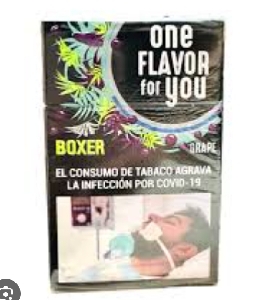 one
FLAVOR
for you
BOXER
GRAPE
EL CONSUMO DE TABACO AGRAVA
LA INFECCIÓN POR COVID-19